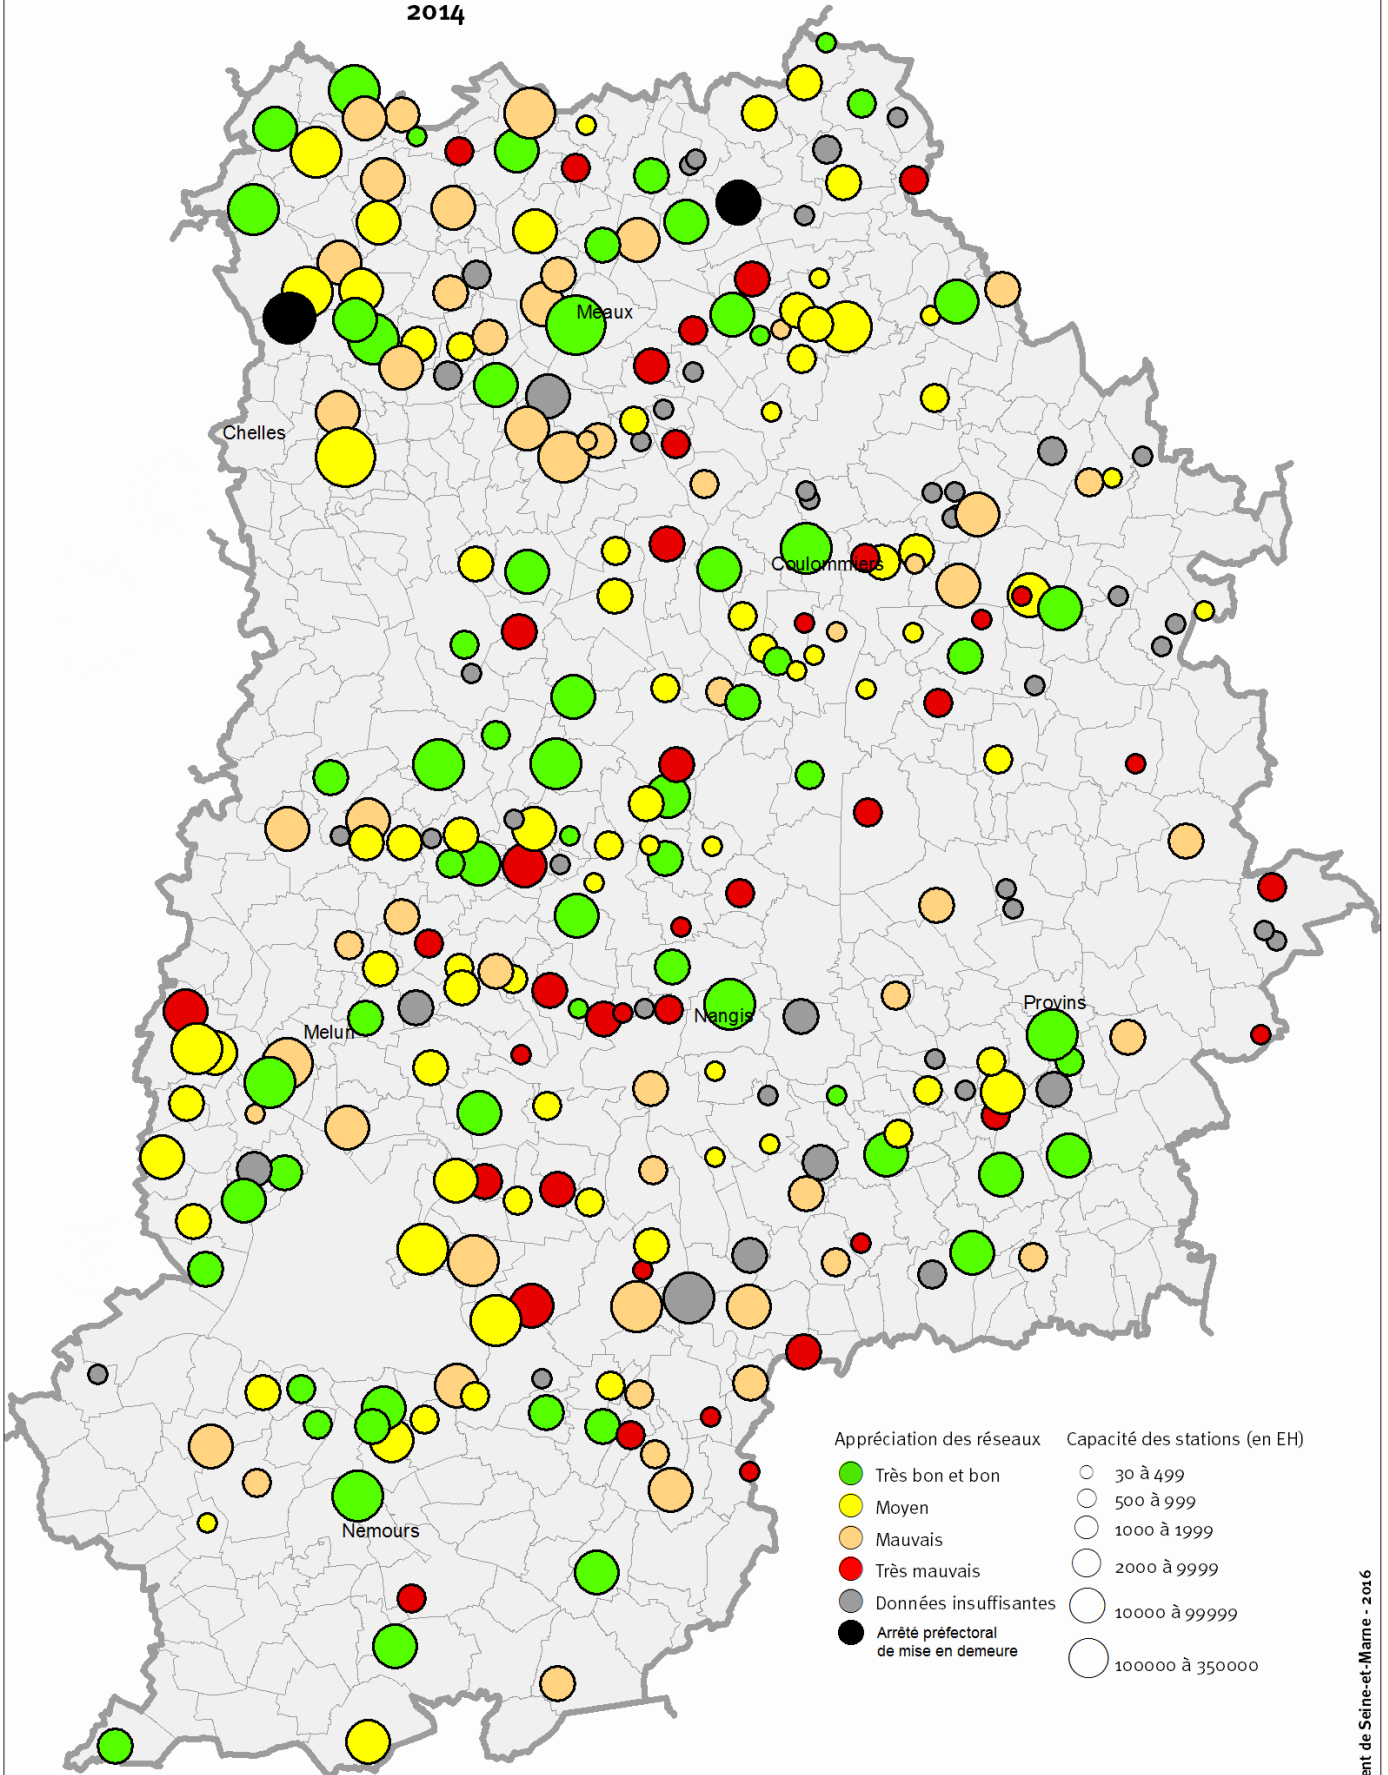 2014
Meaux
Chelles
Coulommiers
Provins
Nangis
Melun
Nemours
Appréciation des réseaux
Très bon et bon
Moyen
Mauvais
Très mauvais
Données insuffisantes
Arrêté préfectoral
de mise en demeure
Capacité des stations (en EH)
30 à 499
500 à 999
1000 à 1999
2000 à 9999
10000 à 99999
100000 à 350000
ent de Seine-et-Marne - 2016